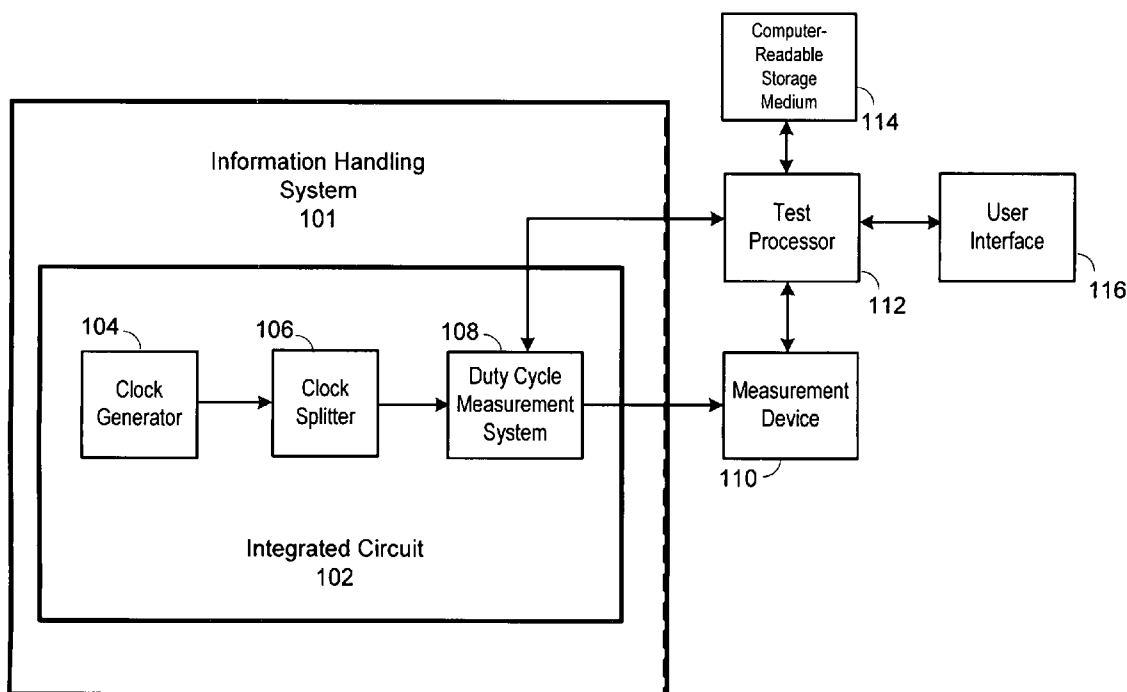 Computer-
Readable
Storage
Medium
114
Information Handling
System
101
Test
Processor
112
User
Interface
116
104
Clock
Generator
106
Clock
Splitter
108
Duty Cycle
Measurement
System
Measurement
Device
110
Integrated Circuit
102